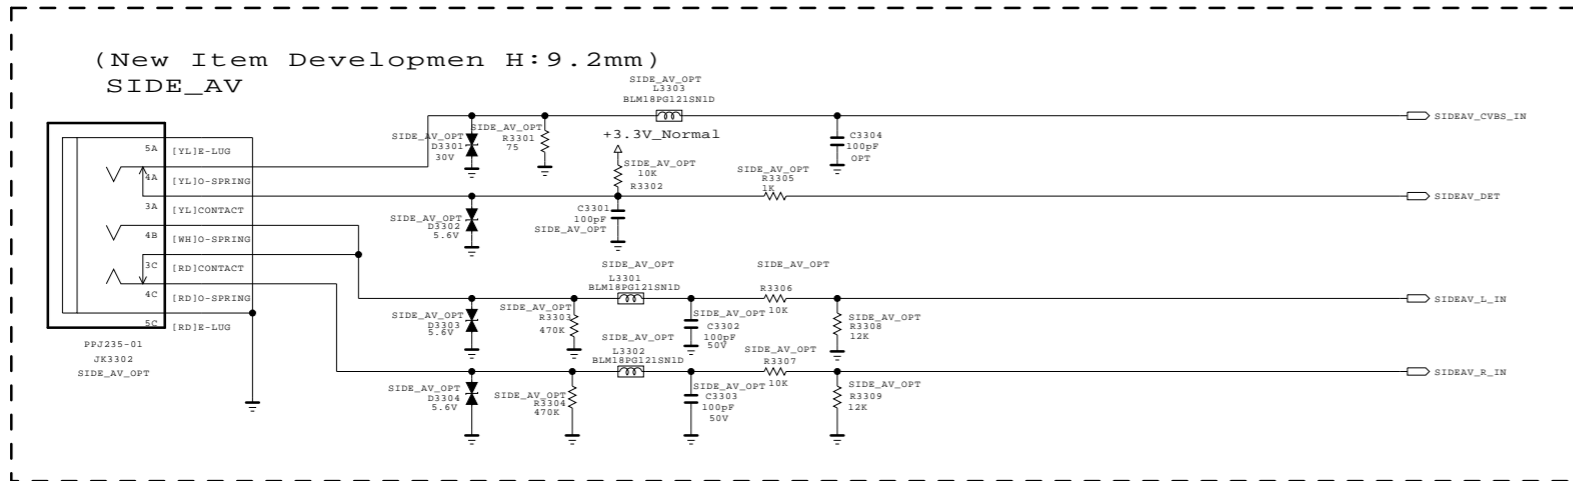 (New Item Developmen H:9.2mm)
SIDE_AV
5A [YL]E-LUG
4A [YL]O-SPRING
3A [YL]CONTACT
4B [WH]O-SPRING
3C [RD]CONTACT
4C [RD]O-SPRING
5C [RD]E-LUG
PPJ235-01
JK3302
SIDE_AV_OPT
SIDE_AV_OPT
D3301
30V
SIDE_AV_OPT
R3301
75
SIDE_AV_OPT
L3303
BLM18PG121SN1D
C3304
100pF
OPT
SIDEAV_CVBS_IN
+3.3V_Normal
SIDE_AV_OPT
10K
R3302
SIDE_AV_OPT
R3305
1K
SIDEAV_DET
SIDE_AV_OPT
D3302
5.6V
C3301
100pF
SIDE_AV_OPT
SIDE_AV_OPT
D3303
5.6V
SIDE_AV_OPT
R3303
470K
SIDE_AV_OPT
L3301
BLM18PG121SN1D
SIDE_AV_OPT
C3302
100pF
50V
SIDE_AV_OPT
R3306
10K
SIDE_AV_OPT
R3308
12K
SIDEAV_L_IN
SIDE_AV_OPT
D3304
5.6V
SIDE_AV_OPT
R3304
470K
SIDE_AV_OPT
L3302
BLM18PG121SN1D
SIDE_AV_OPT
C3303
100pF
50V
SIDE_AV_OPT
R3307
10K
SIDE_AV_OPT
R3309
12K
SIDEAV_R_IN